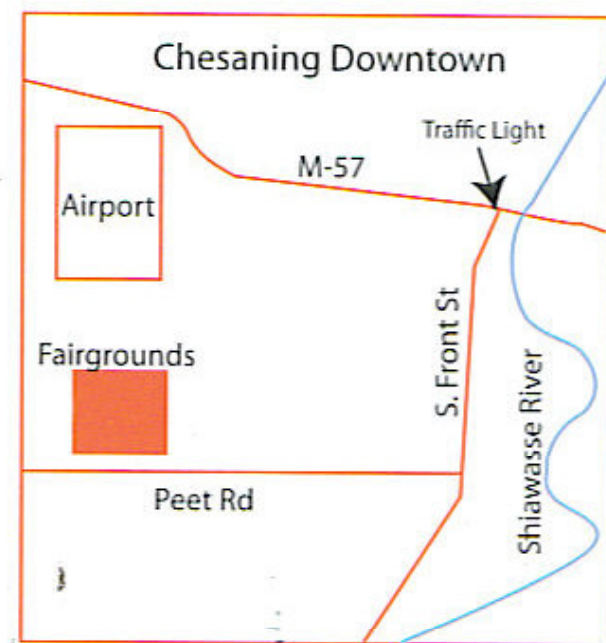 Chesaning Downtown
Traffic Light
M-57
Airport
Fairgrounds
S. Front St
Shiawasse River
Peet Rd